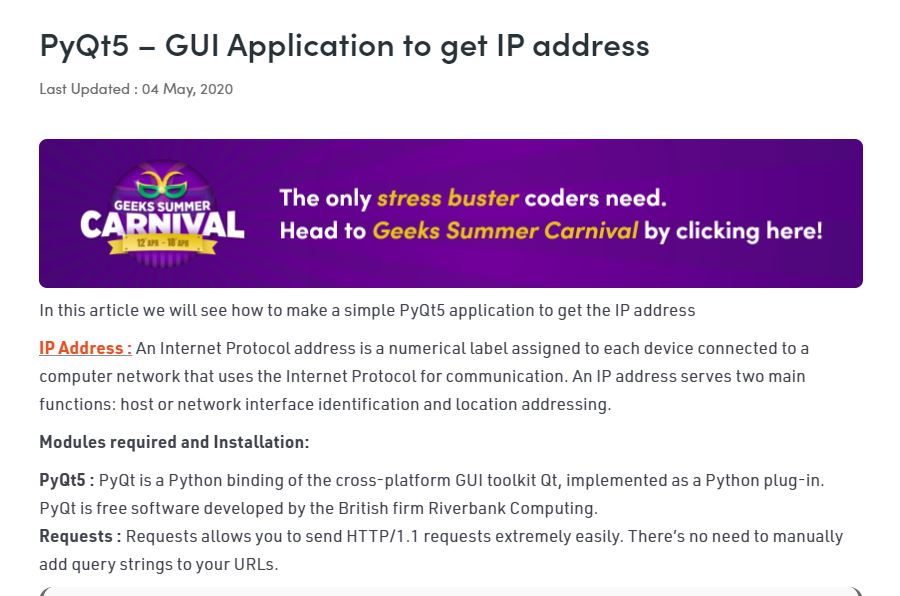 PyQt5 – GUI Application to get IP address
Last Updated : 04 May, 2020
GEEKS SUMMER
CARNIVAL
12 APR - 18 APR
The only stress buster coders need.
Head to Geeks Summer Carnival by clicking here!
In this article we will see how to make a simple PyQt5 application to get the IP address
IP Address : An Internet Protocol address is a numerical label assigned to each device connected to a
computer network that uses the Internet Protocol for communication. An IP address serves two main
functions: host or network interface identification and location addressing.
Modules required and Installation:
PyQt5 : PyQt is a Python binding of the cross-platform GUI toolkit Qt, implemented as a Python plug-in.
PyQt is free software developed by the British firm Riverbank Computing.
Requests : Requests allows you to send HTTP/1.1 requests extremely easily. There’s no need to manually
add query strings to your URLs.